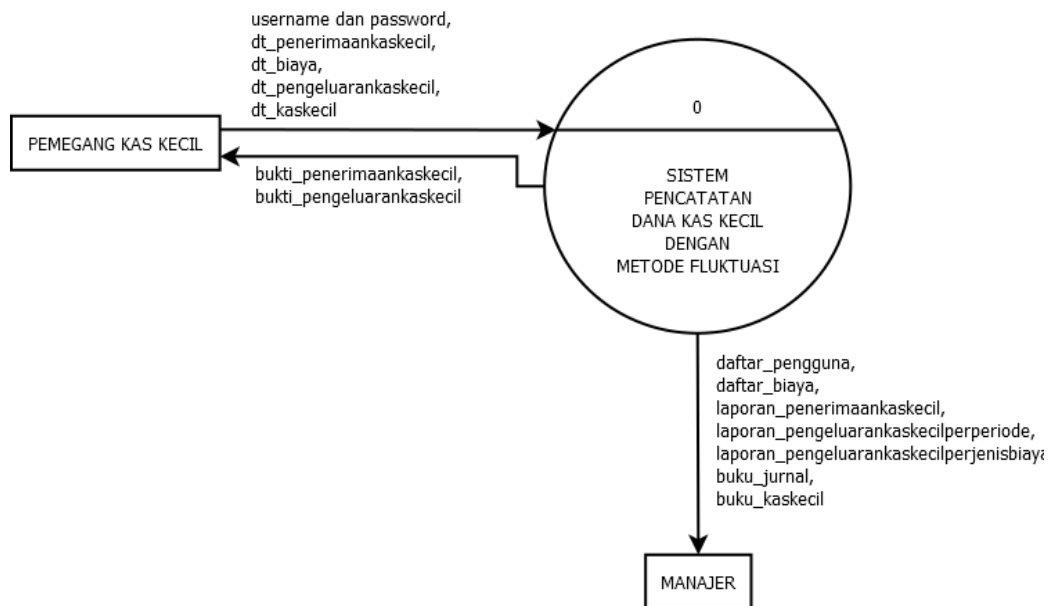 username dan password,
dt_penerimaankaskecil,
dt_biaya,
dt_pengeluarankaskecil,
dt_kaskecil
PEMEGANG KAS KECIL
bukti_penerimaankaskecil,
bukti_pengeluarankaskecil
0
SISTEM
PENCATATAN
DANA KAS KECIL
DENGAN
METODE FLUKTUASI
daftar_pengguna,
daftar_biaya,
laporan_penerimaankaskecil,
laporan_pengeluarankaskecilperperiode,
laporan_pengeluarankaskecilperjenisbiaya
buku_jurnal,
buku_kaskecil
MANAJER